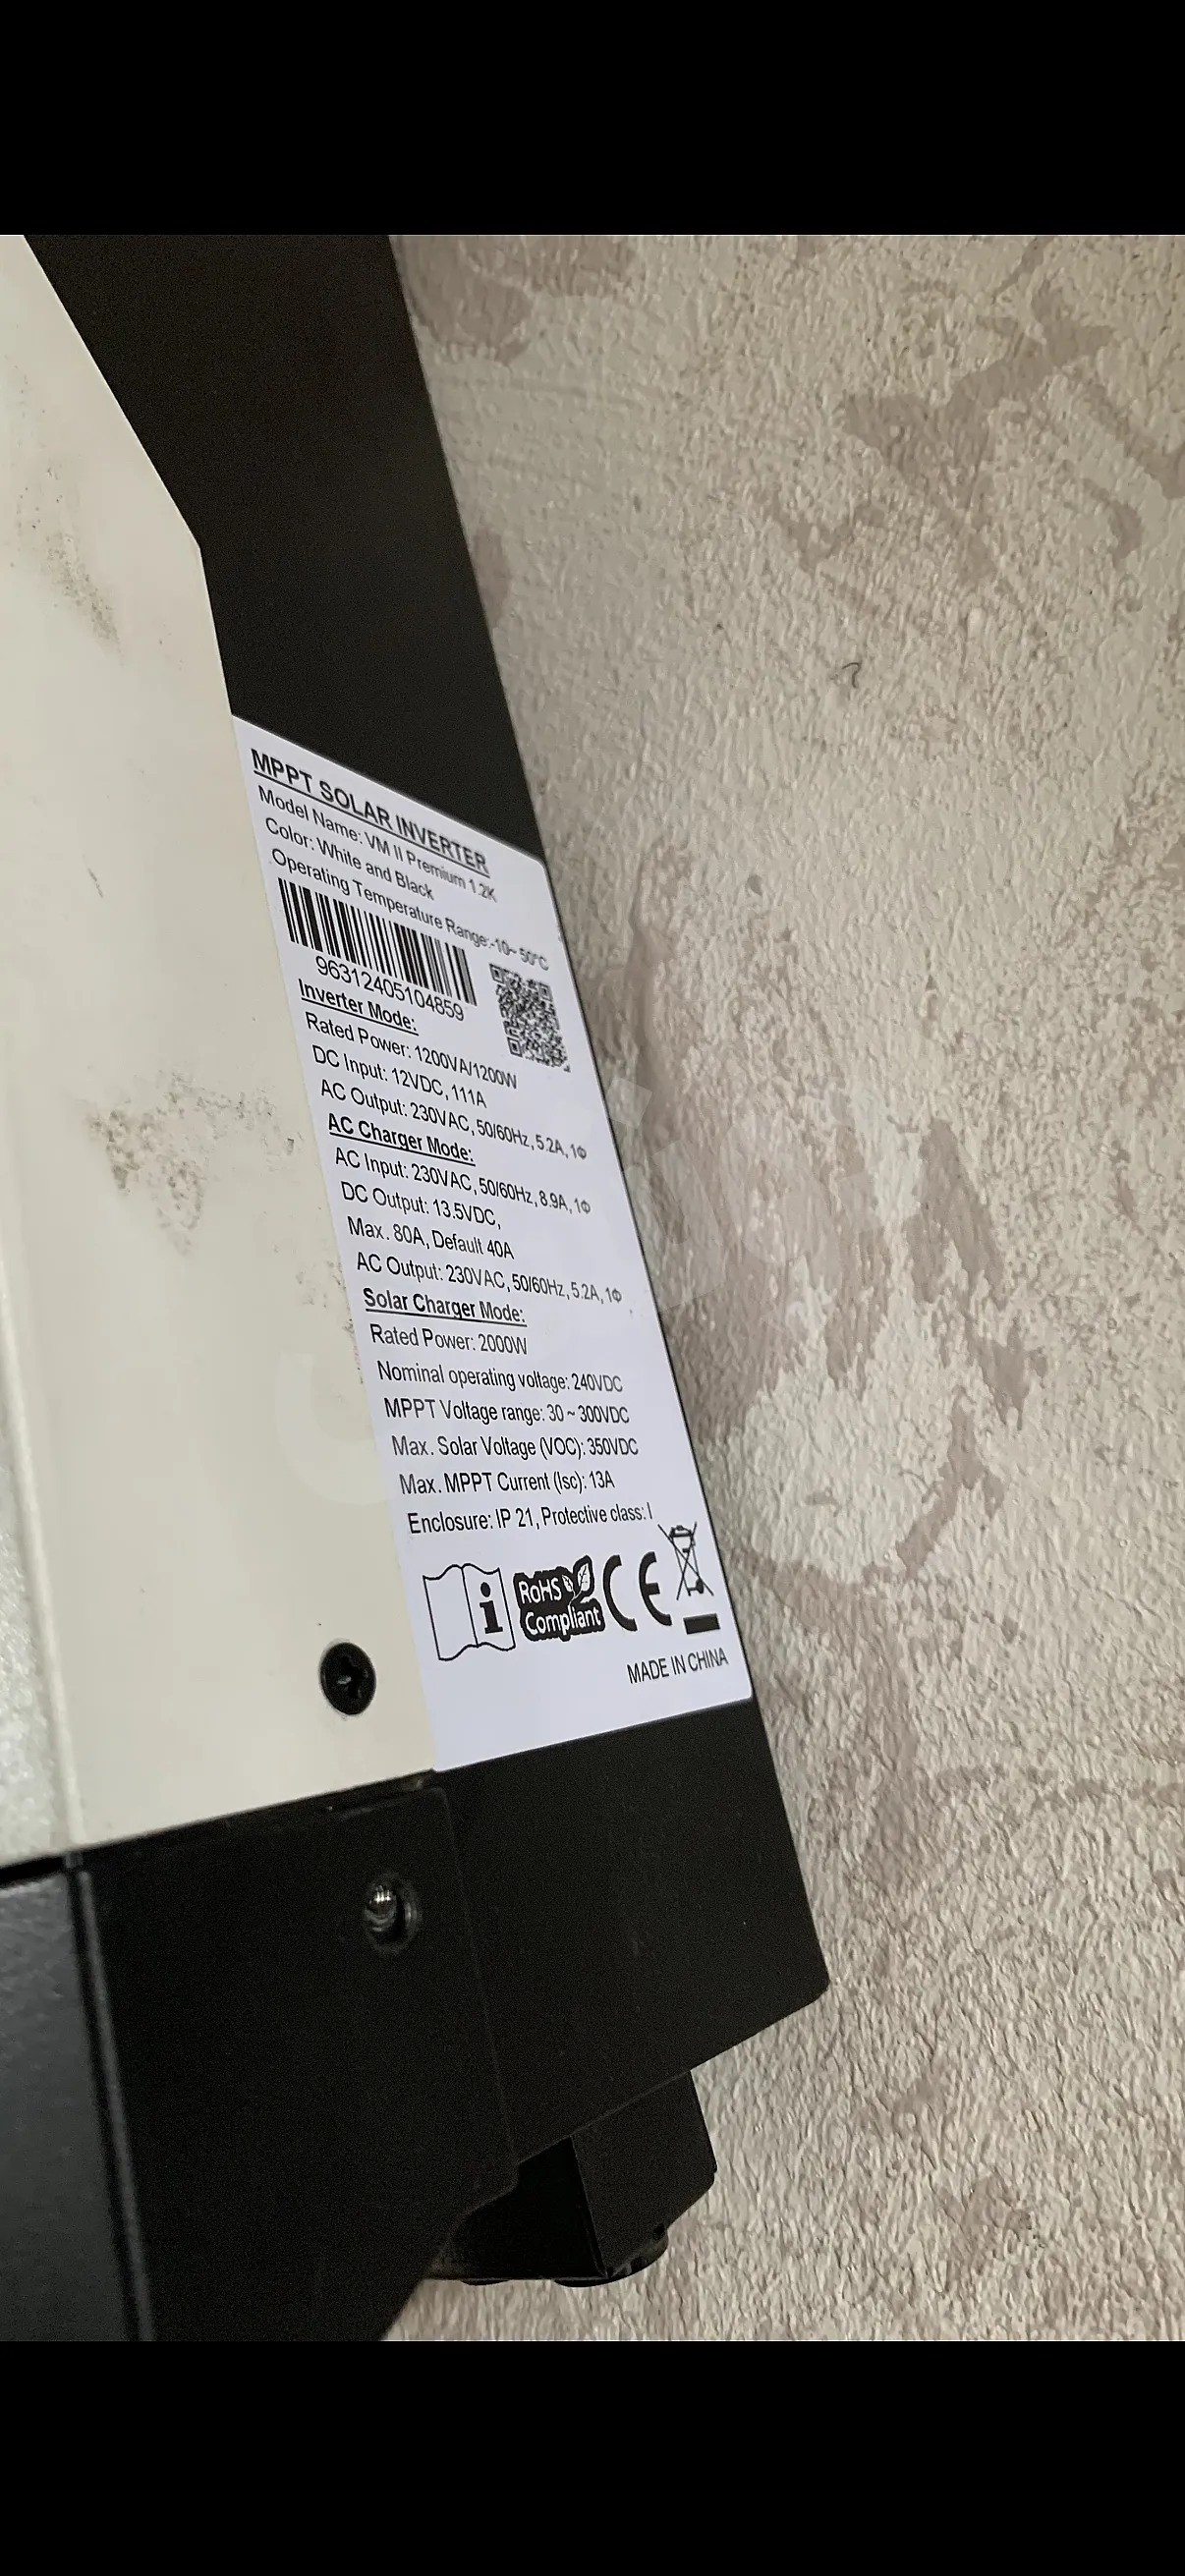 MPPT SOLAR INVERTER
Model Name: VM II Premium 1.2K
Color: White and Black
Operating Temperature Range:-10~ 50°C
96312405104859
Inverter Mode:
Rated Power: 1200VA/1200W
DC Input: 12VDC, 111A
AC Output: 230VAC, 50/60Hz, 5.2A, 1Φ
AC Charger Mode:
AC Input: 230VAC, 50/60Hz, 8.9A, 1Φ
DC Output: 13.5VDC,
Max. 80A, Default 40A
AC Output: 230VAC, 50/60Hz, 5.2A, 1Φ
Solar Charger Mode:
Rated Power: 2000W
Nominal operating voltage: 240VDC
MPPT Voltage range: 30 ~ 300VDC
Max. Solar Voltage (VOC): 350VDC
Max. MPPT Current (Isc): 13A
Enclosure: IP 21, Protective class: I
i
RoHS
Compliant
CE
MADE IN CHINA